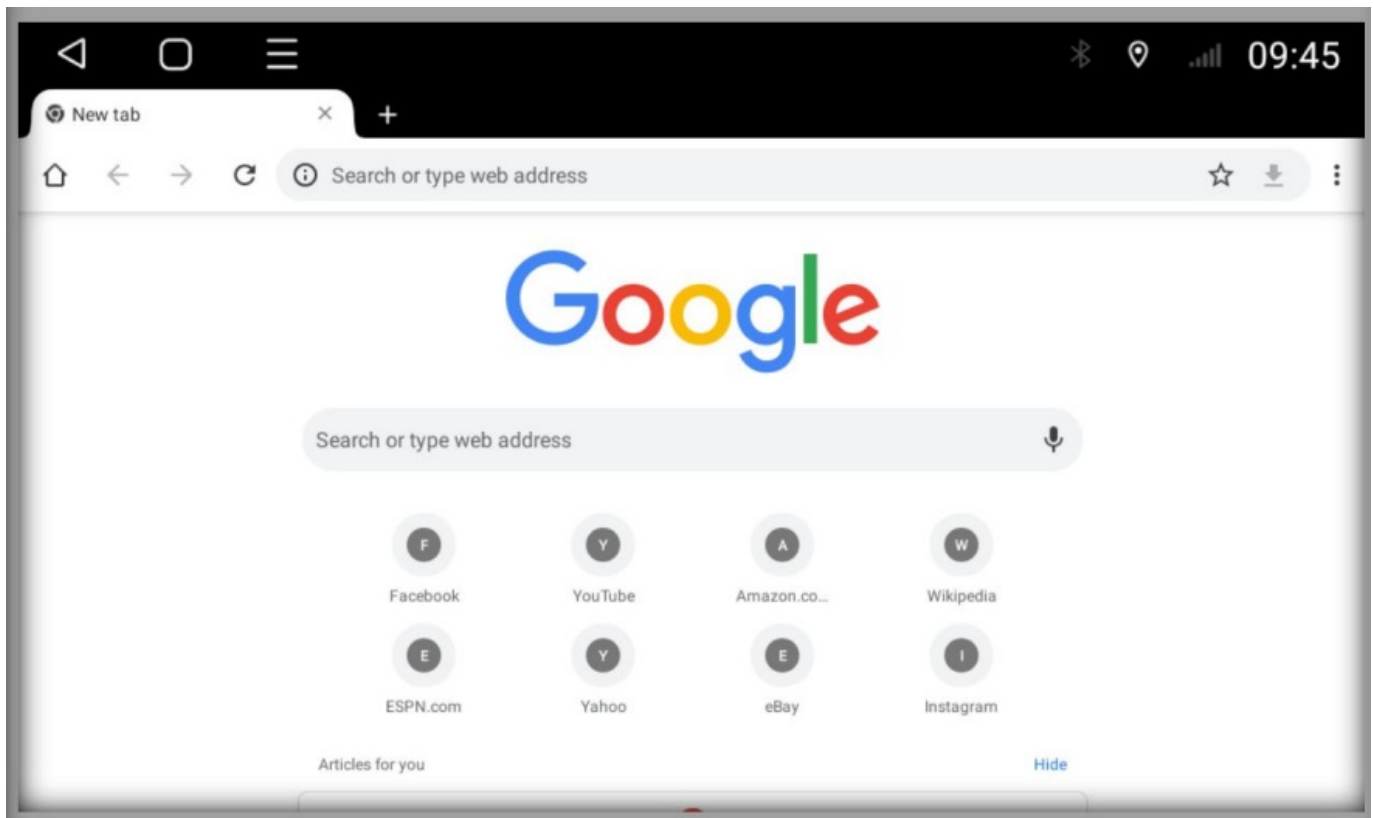 09:45
New tab
Search or type web address
Google
Search or type web address
F Y A W
Facebook YouTube Amazon.co... Wikipedia
E Y E I
ESPN.com Yahoo eBay Instagram
Articles for you Hide